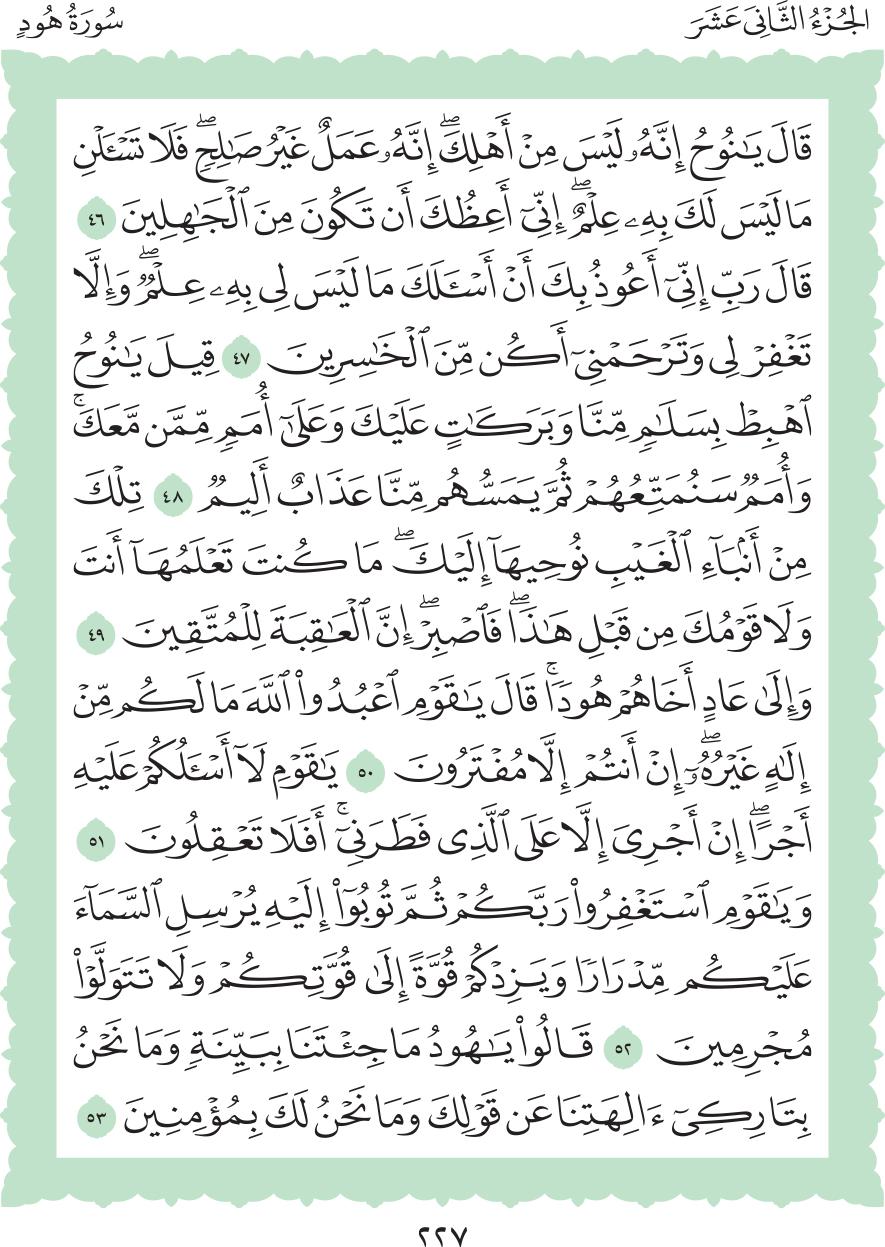 الجُزْءُ الثَّانِيَ عَشَرَ
سُورَةُ هُودٍ
قَالَ يَٰنُوحُ إِنَّهُۥ لَيْسَ مِنْ أَهْلِكَۖ إِنَّهُۥ عَمَلٌ غَيْرُ صَٰلِحٖۖ فَلَا تَسْـَٔلْنِ
مَا لَيْسَ لَكَ بِهِۦ عِلْمٌۖ إِنِّيٓ أَعِظُكَ أَن تَكُونَ مِنَ ٱلْجَٰهِلِينَ ٤٦
قَالَ رَبِّ إِنِّيٓ أَعُوذُ بِكَ أَنْ أَسْـَٔلَكَ مَا لَيْسَ لِي بِهِۦ عِلْمٞۖ وَإِلَّا
تَغْفِرْ لِي وَتَرْحَمْنِيٓ أَكُن مِّنَ ٱلْخَٰسِرِينَ ٤٧ قِيلَ يَٰنُوحُ
ٱهْبِطْ بِسَلَٰمٖ مِّنَّا وَبَرَكَٰتٍ عَلَيْكَ وَعَلَىٰٓ أُمَمٖ مِّمَّن مَّعَكَۚ
وَأُمَمٞ سَنُمَتِّعُهُمْ ثُمَّ يَمَسُّهُم مِّنَّا عَذَابٌ أَلِيمٞ ٤٨ تِلْكَ
مِنْ أَنۢبَآءِ ٱلْغَيْبِ نُوحِيهَآ إِلَيْكَۖ مَا كُنتَ تَعْلَمُهَآ أَنتَ
وَلَا قَوْمُكَ مِن قَبْلِ هَٰذَاۖ فَٱصْبِرْۖ إِنَّ ٱلْعَٰقِبَةَ لِلْمُتَّقِينَ ٤٩
وَإِلَىٰ عَادٍ أَخَاهُمْ هُودٗاۚ قَالَ يَٰقَوْمِ ٱعْبُدُوا۟ ٱللَّهَ مَا لَكُم مِّنْ
إِلَٰهٍ غَيْرُهُۥٓۖ إِنْ أَنتُمْ إِلَّا مُفْتَرُونَ ٥٠ يَٰقَوْمِ لَآ أَسْـَٔلُكُمْ عَلَيْهِ
أَجْرًاۖ إِنْ أَجْرِيَ إِلَّا عَلَى ٱلَّذِي فَطَرَنِيٓۚ أَفَلَا تَعْقِلُونَ ٥١
وَيَٰقَوْمِ ٱسْتَغْفِرُوا۟ رَبَّكُمْ ثُمَّ تُوبُوٓا۟ إِلَيْهِ يُرْسِلِ ٱلسَّمَآءَ
عَلَيْكُم مِّدْرَارٗا وَيَزِدْكُمْ قُوَّةً إِلَىٰ قُوَّتِكُمْ وَلَا تَتَوَلَّوْا۟
مُجْرِمِينَ ٥٢ قَالُوا۟ يَٰهُودُ مَا جِئْتَنَا بِبَيِّنَةٖ وَمَا نَحْنُ
بِتَارِكِيٓ ءَالِهَتِنَا عَن قَوْلِكَ وَمَا نَحْنُ لَكَ بِمُؤْمِنِينَ ٥٣
٢٢٧